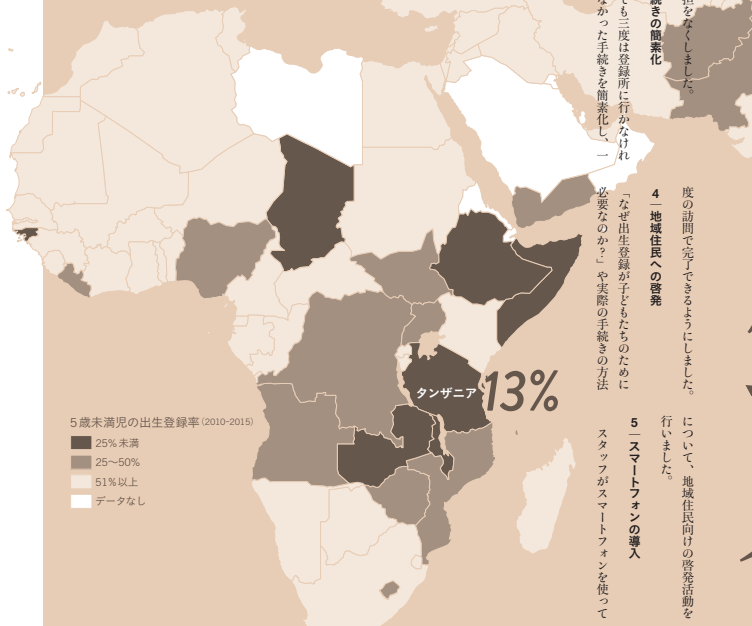 担をなくしました。
続きの簡素化
ても三度は登録所に行かなけれ
なかった手続きを簡素化し、一
度の訪問で完了できるようにしました。
4｜地域住民への啓発
「なぜ出生登録が子どもたちのために
必要なのか？」や実際の手続きの方法
について、地域住民向けの啓発活動を
行いました。
5｜スマートフォンの導入
スタッフがスマートフォンを使って
タンザニア 13%
5歳未満児の出生登録率（2010-2015）
25%未満
25〜50%
51%以上
データなし